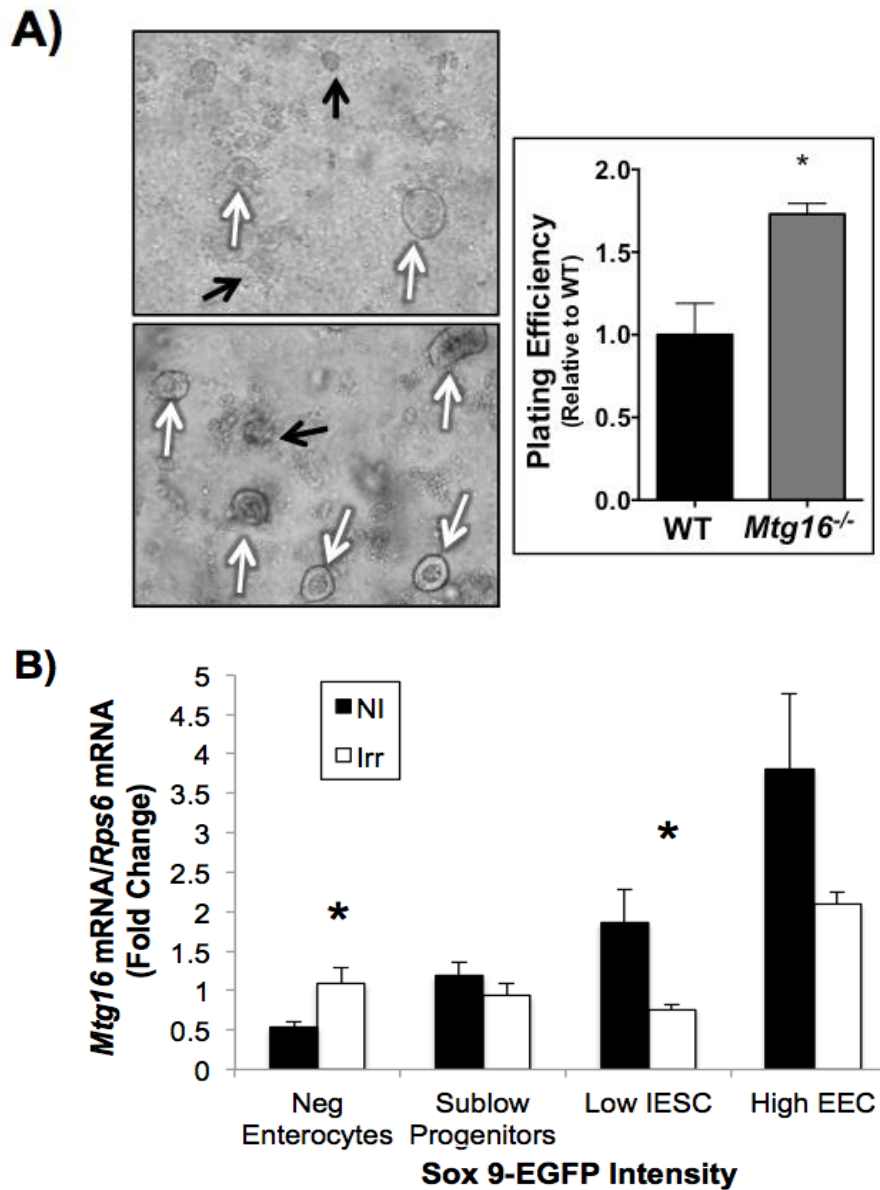 A)
Plating Efficiency
(Relative to WT)
2.0
1.5
1.0
0.5
0.0
*
WT
Mtg16-/-
B)
Mtg16 mRNA/Rps6 mRNA
(Fold Change)
5
4.5
4
3.5
3
2.5
2
1.5
1
0.5
0
NI
Irr
*
*
Neg
Enterocytes
Sublow
Progenitors
Low IESC
High EEC
Sox 9-EGFP Intensity